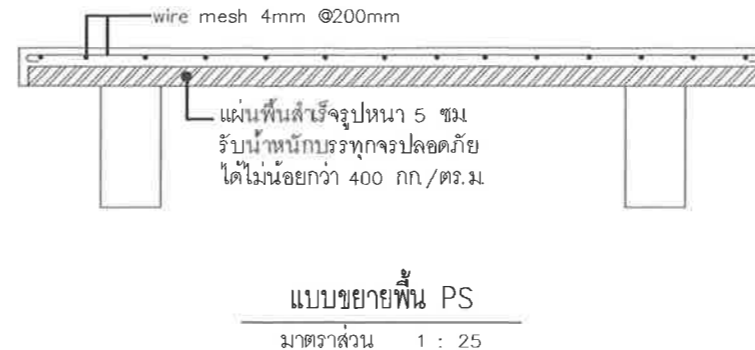 wire mesh 4mm @200mm
แผ่นพื้นสำเร็จรูปหนา 5 ซม
รับน้ำหนักบรรทุกจรปลอดภัย
ได้ไม่น้อยกว่า 400 กก./ตร.ม.
แบบขยายพื้น PS
มาตราส่วน 1 : 25